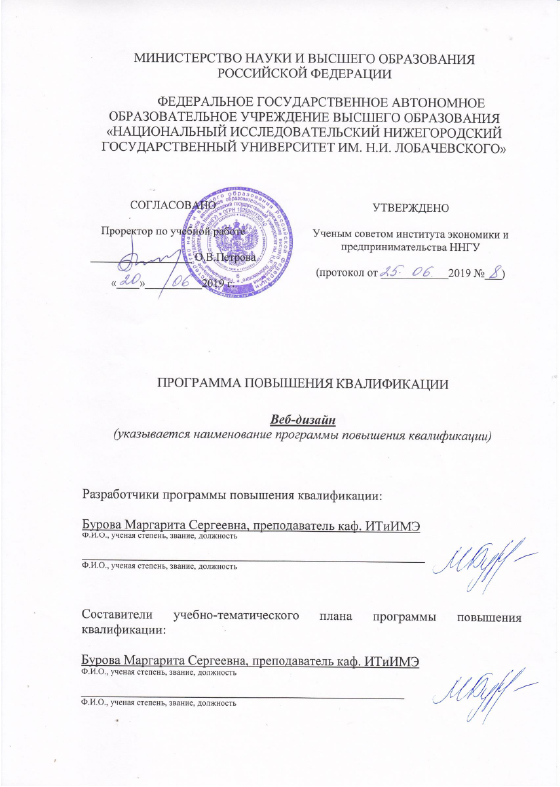 МИНИСТЕРСТВО НАУКИ И ВЫСШЕГО ОБРАЗОВАНИЯ
РОССИЙСКОЙ ФЕДЕРАЦИИ
ФЕДЕРАЛЬНОЕ ГОСУДАРСТВЕННОЕ АВТОНОМНОЕ
ОБРАЗОВАТЕЛЬНОЕ УЧРЕЖДЕНИЕ ВЫСШЕГО ОБРАЗОВАНИЯ
«НАЦИОНАЛЬНЫЙ ИССЛЕДОВАТЕЛЬСКИЙ НИЖЕГОРОДСКИЙ
ГОСУДАРСТВЕННЫЙ УНИВЕРСИТЕТ ИМ. Н.И. ЛОБАЧЕВСКОГО»
СОГЛАСОВАНО
Проректор по учебной работе
О.В.Петрова
«20» 06 2019 г.
УТВЕРЖДЕНО
Ученым советом института экономики и
предпринимательства ННГУ
(протокол от 25. 06 2019 № 8)
ПРОГРАММА ПОВЫШЕНИЯ КВАЛИФИКАЦИИ
Веб-дизайн
(указывается наименование программы повышения квалификации)
Разработчики программы повышения квалификации:
Бурова Маргарита Сергеевна, преподаватель каф. ИТиИМЭ
Ф.И.О., ученая степень, звание, должность
Ф.И.О., ученая степень, звание, должность
Составители учебно-тематического плана программы повышения
квалификации:
Бурова Маргарита Сергеевна, преподаватель каф. ИТиИМЭ
Ф.И.О., ученая степень, звание, должность
Ф.И.О., ученая степень, звание, должность